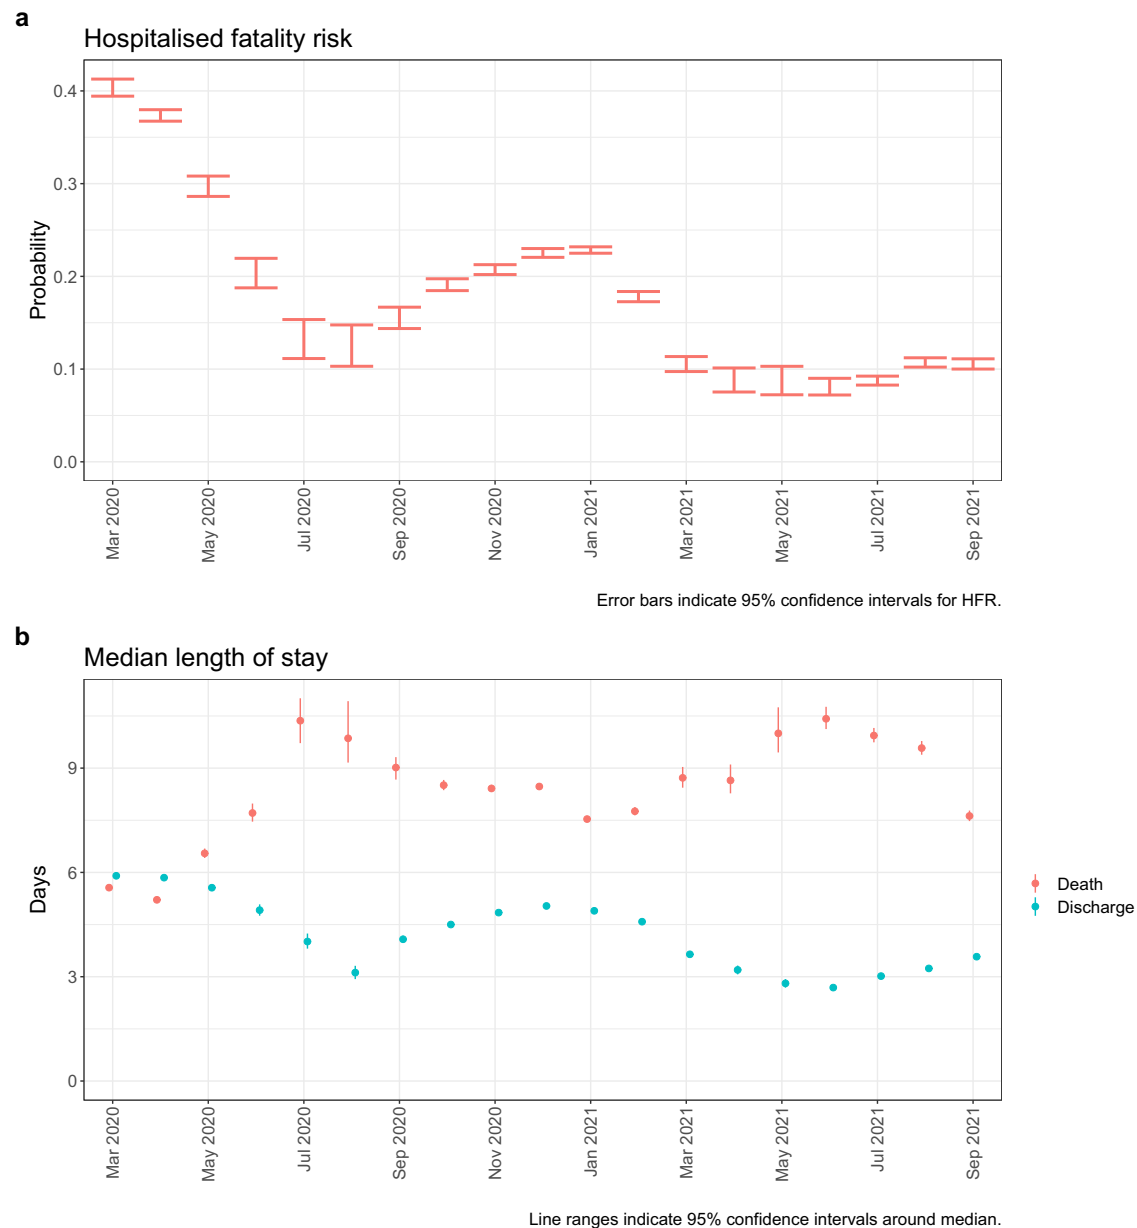 a
Hospitalised fatality risk
Probability
0.4
0.3
0.2
0.1
0.0
Mar 2020
May 2020
Jul 2020
Sep 2020
Nov 2020
Jan 2021
Mar 2021
May 2021
Jul 2021
Sep 2021
Error bars indicate 95% confidence intervals for HFR.
b
Median length of stay
Days
9
6
3
0
Death
Discharge
Mar 2020
May 2020
Jul 2020
Sep 2020
Nov 2020
Jan 2021
Mar 2021
May 2021
Jul 2021
Sep 2021
Line ranges indicate 95% confidence intervals around median.